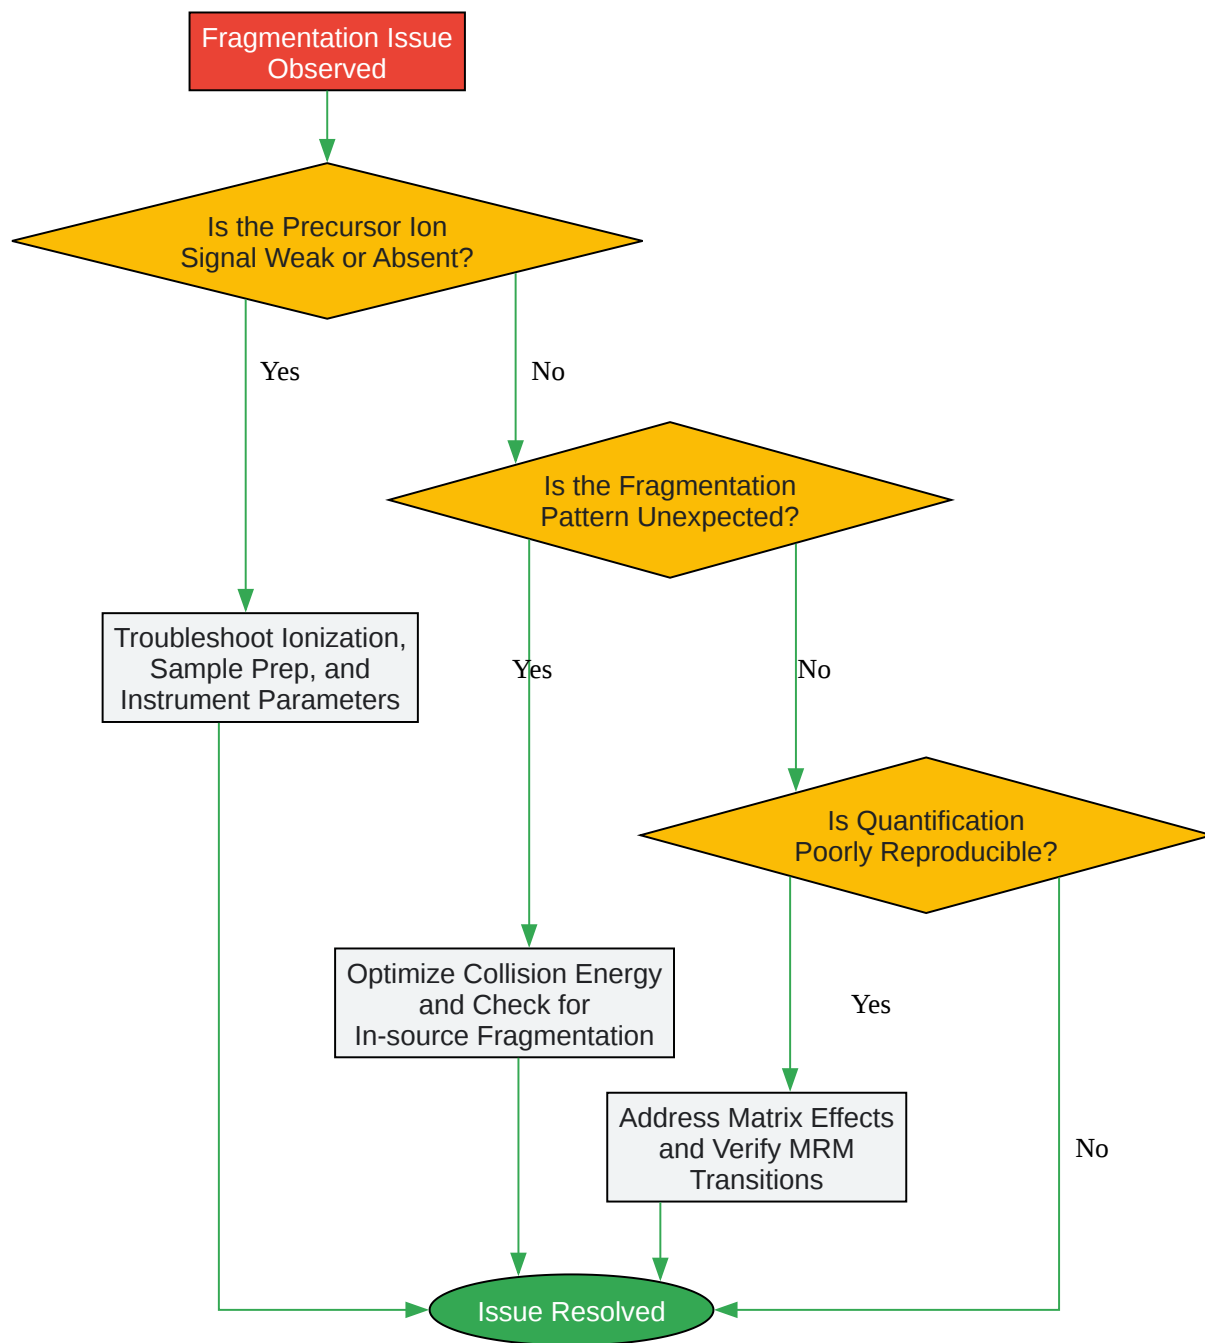 Fragmentation Issue
Observed
Is the Precursor Ion
Signal Weak or Absent?
Yes
No
Is the Fragmentation
Pattern Unexpected?
Troubleshoot Ionization,
Sample Prep, and
Instrument Parameters
Yes
No
Is Quantification
Poorly Reproducible?
Optimize Collision Energy
and Check for
In-source Fragmentation
Yes
Address Matrix Effects
and Verify MRM
Transitions
No
Issue Resolved